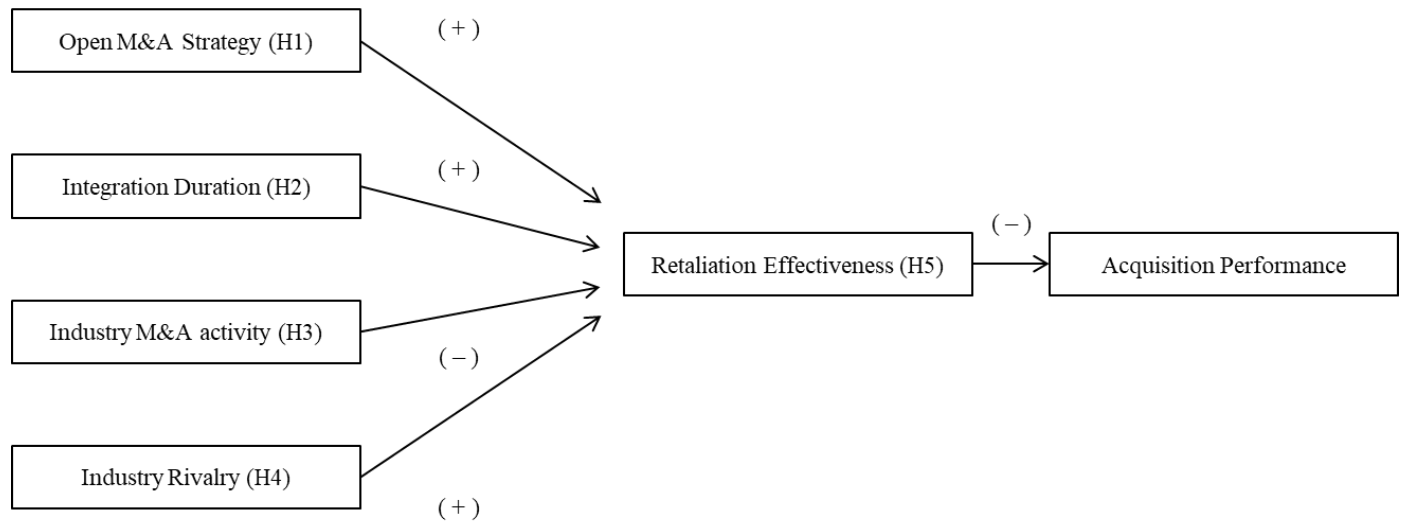 Open M&A Strategy (H1)
( + )
Integration Duration (H2)
( + )
Industry M&A activity (H3)
( – )
Industry Rivalry (H4)
( + )
Retaliation Effectiveness (H5)
( – )
Acquisition Performance